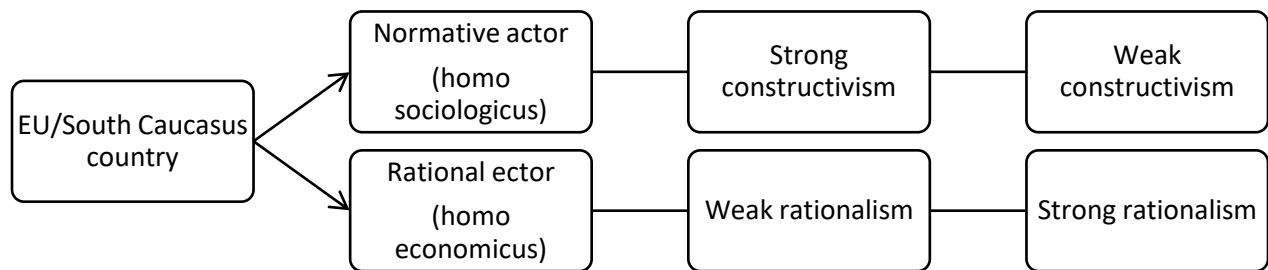 EU/South Caucasus
country
Normative actor
(homo
sociologicus)
Strong
constructivism
Weak
constructivism
Rational ector
(homo
economicus)
Weak rationalism
Strong rationalism